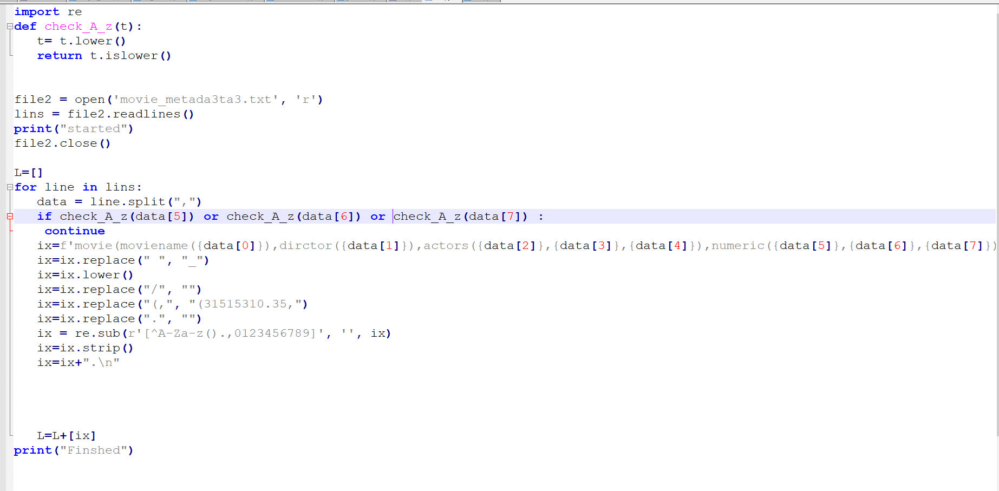 import re
def check_A_z(t):
   t= t.lower()
   return t.islower()
file2 = open('movie_metada3ta3.txt', 'r')
lins = file2.readlines()
print("started")
file2.close()
L=[]
for line in lins:
   data = line.split(",")
   if check_A_z(data[5]) or check_A_z(data[6]) or check_A_z(data[7]) :
    continue
   ix=f'movie(moviename({data[0]}),dirctor({data[1]}),actors({data[2]},{data[3]},{data[4]}),numeric({data[5]},{data[6]},{data[7]})
   ix=ix.replace(" ", "_")
   ix=ix.lower()
   ix=ix.replace("/", "")
   ix=ix.replace("(,", "(31515310.35,")
   ix=ix.replace(".", "")
   ix = re.sub(r'[^A-Za-z().,0123456789]', '', ix)
   ix=ix.strip()
   ix=ix+".\n"
   L=L+[ix]
print("Finshed")